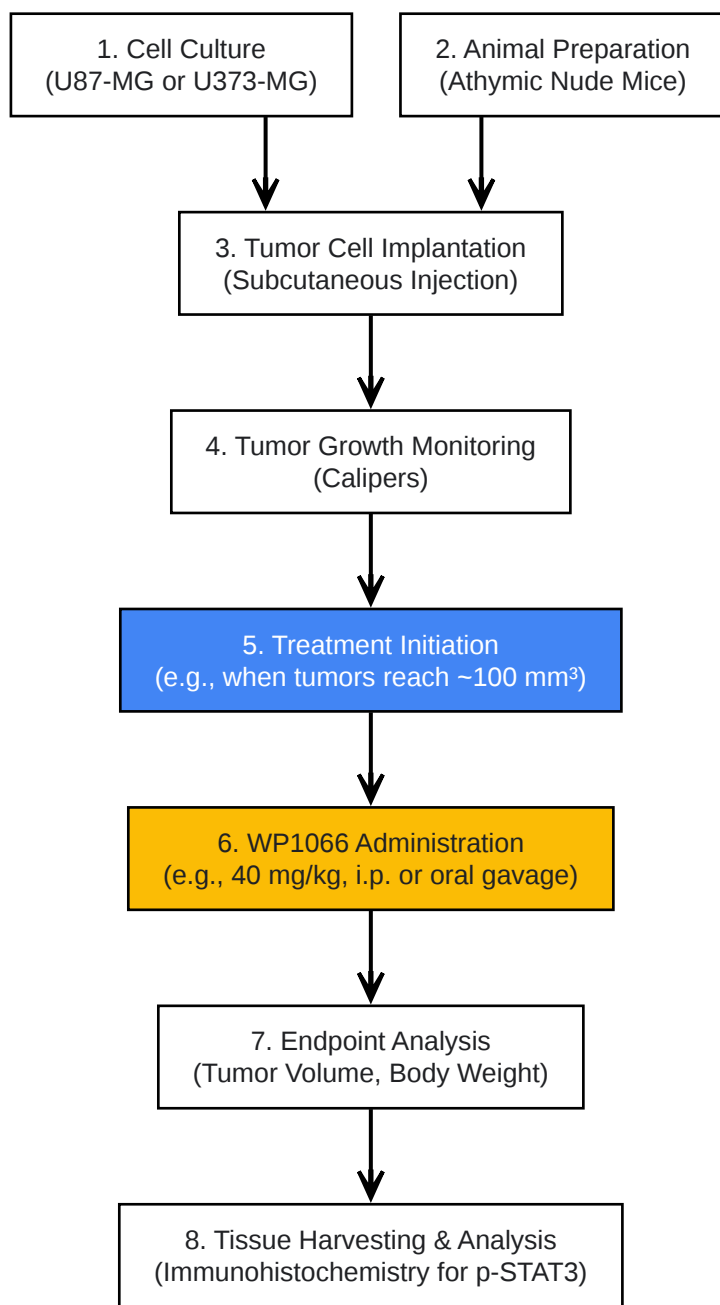 1. Cell Culture
(U87-MG or U373-MG)
2. Animal Preparation
(Athymic Nude Mice)
3. Tumor Cell Implantation
(Subcutaneous Injection)
4. Tumor Growth Monitoring
(Calipers)
5. Treatment Initiation
(e.g., when tumors reach ~100 mm³)
6. WP1066 Administration
(e.g., 40 mg/kg, i.p. or oral gavage)
7. Endpoint Analysis
(Tumor Volume, Body Weight)
8. Tissue Harvesting & Analysis
(Immunohistochemistry for p-STAT3)